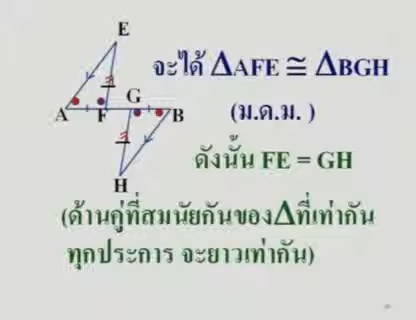 E
จะได้ ΔAFE ≅ ΔBGH
G
A F B
(ม.ด.ม. )
ดังนั้น FE = GH
H
(ด้านคู่ที่สมนัยกันของΔที่เท่ากัน
ทุกประการ จะยาวเท่ากัน)